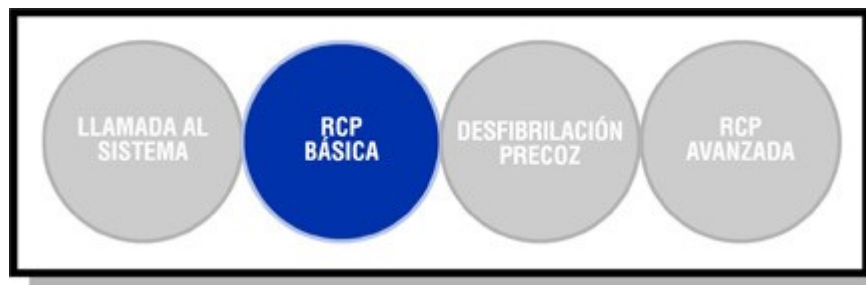 LLAMADA AL
SISTEMA
RCP
BÁSICA
DESFIBRILACIÓN
PRECOZ
RCP
AVANZADA